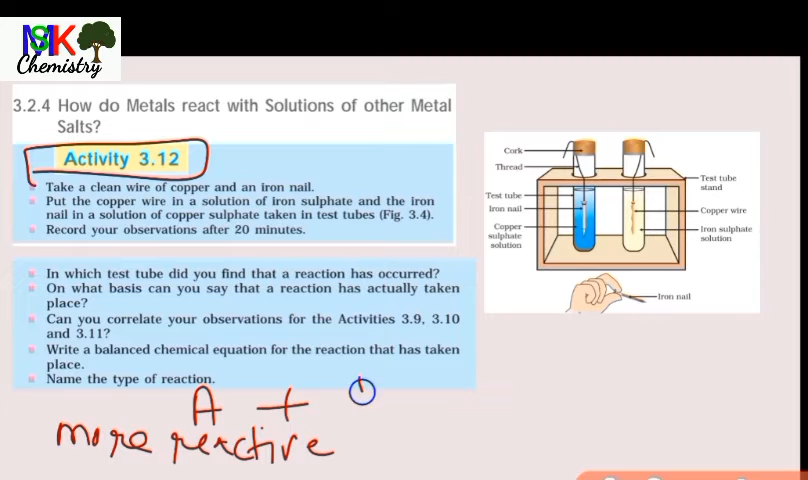 MSK
Chemistry
3.2.4 How do Metals react with Solutions of other Metal
Salts?
Activity 3.12
Take a clean wire of copper and an iron nail.
Put the copper wire in a solution of iron sulphate and the iron
nail in a solution of copper sulphate taken in test tubes (Fig. 3.4).
Record your observations after 20 minutes.
In which test tube did you find that a reaction has occurred?
On what basis can you say that a reaction has actually taken
place?
Can you correlate your observations for the Activities 3.9, 3.10
and 3.11?
Write a balanced chemical equation for the reaction that has taken
place.
Name the type of reaction.
A +
more reactive
Cork
Thread
Test tube
Iron nail
Copper
sulphate
solution
Test tube
stand
Copper wire
Iron sulphate
solution
Iron nail